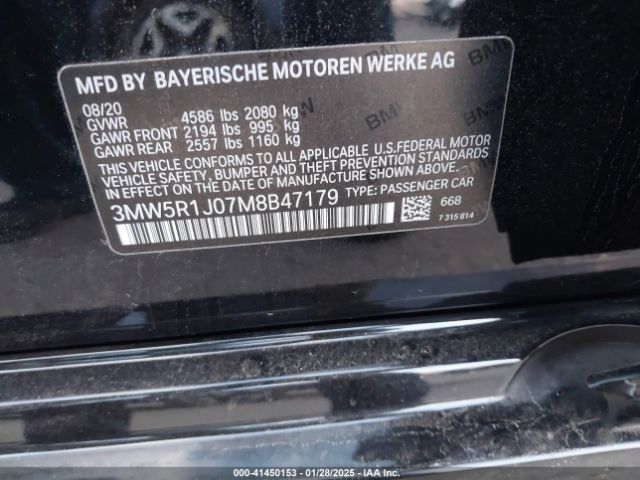 MFD BY BAYERISCHE MOTOREN WERKE AG
08/20
GVWR 4586 lbs 2080 kg
GAWR FRONT 2194 lbs 995 kg
GAWR REAR 2557 lbs 1160 kg
THIS VEHICLE CONFORMS TO ALL APPLICABLE U.S.FEDERAL MOTOR
VEHICLE SAFETY, BUMPER AND THEFT PREVENTION STANDARDS
IN EFFECT ON THE DATE OF MANUFACTURE SHOWN ABOVE.
3MW5R1J07M8B47179 TYPE: PASSENGER CAR
668
7 315 814
BMW
BMW
BMW
000-41450153 - 01/28/2025 - IAA Inc.